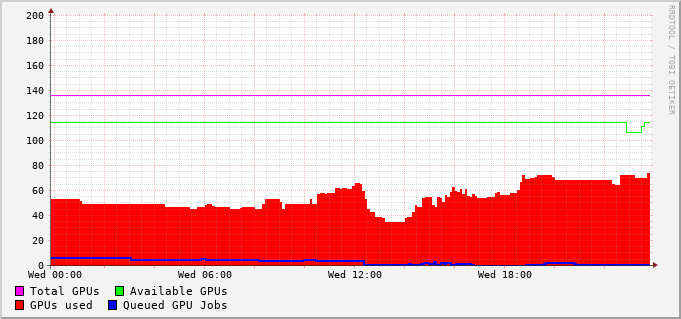 200
180
160
140
120
100
80
60
40
20
0
Wed 00:00 Wed 06:00 Wed 12:00 Wed 18:00
Total GPUs Available GPUs
GPUs used Queued GPU Jobs
RRDTOOL / TOBI OETIKER